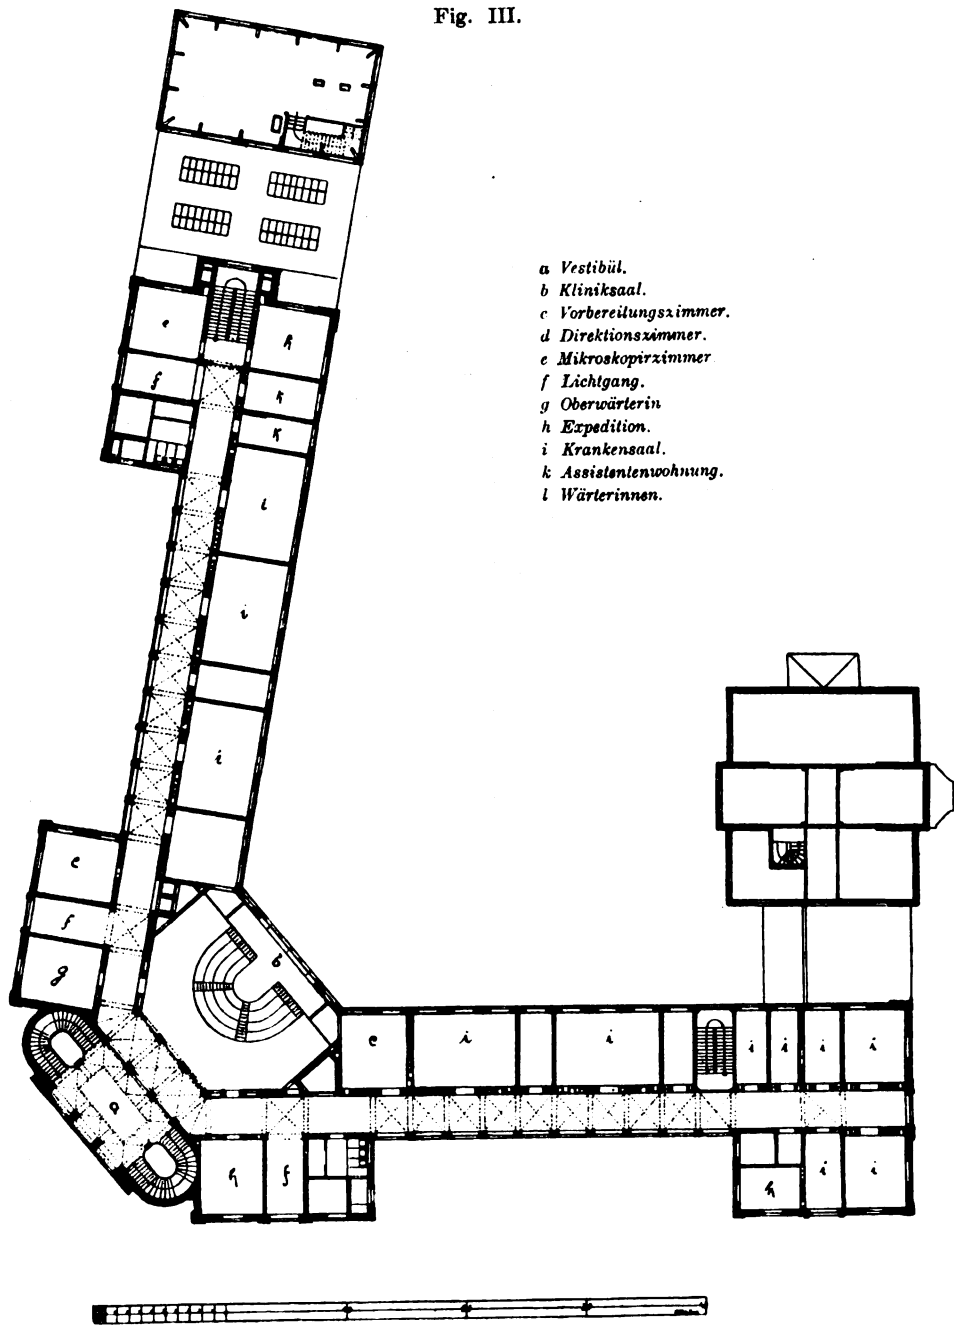 Fig. III.
a Vestibül.
b Kliniksaal.
c Vorbereitungszimmer.
d Direktionszimmer.
e Mikroskopirzimmer
f Lichtgang.
g Oberwärterin
h Expedition.
i Krankensaal.
k Assistentenwohnung.
l Wärterinnen.
e
h
f
k
k
i
i
i
e
f
g
b
a
c
i
i
i
i
i
i
h
f
h
i
i